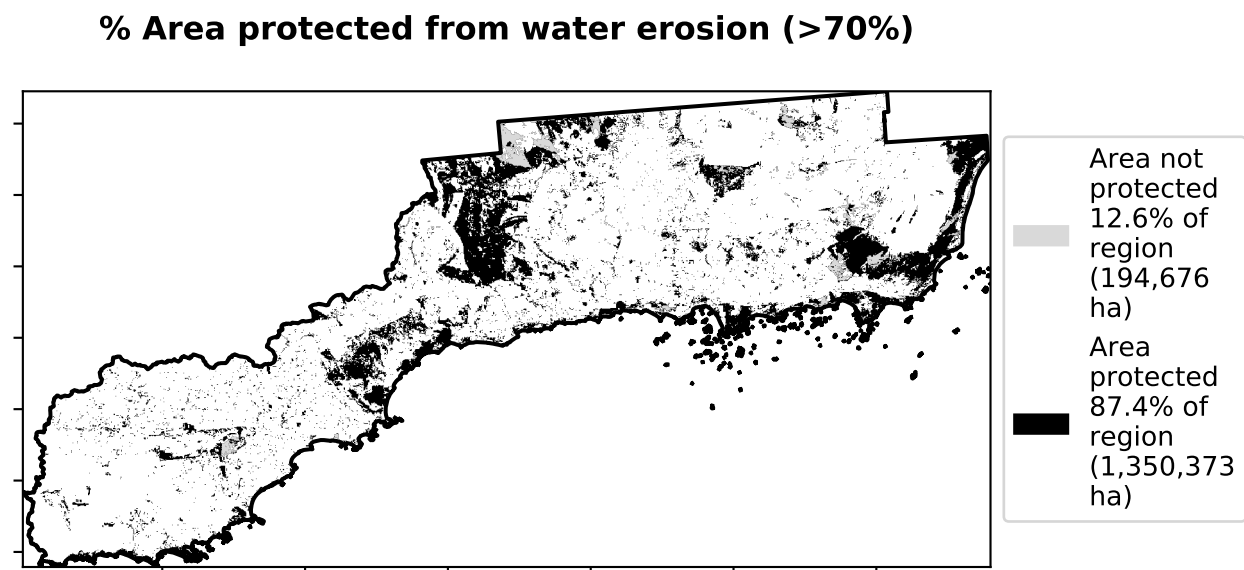 % Area protected from water erosion (>70%)
Area not
protected
12.6% of
region
(194,676
ha)
Area
protected
87.4% of
region
(1,350,373
ha)